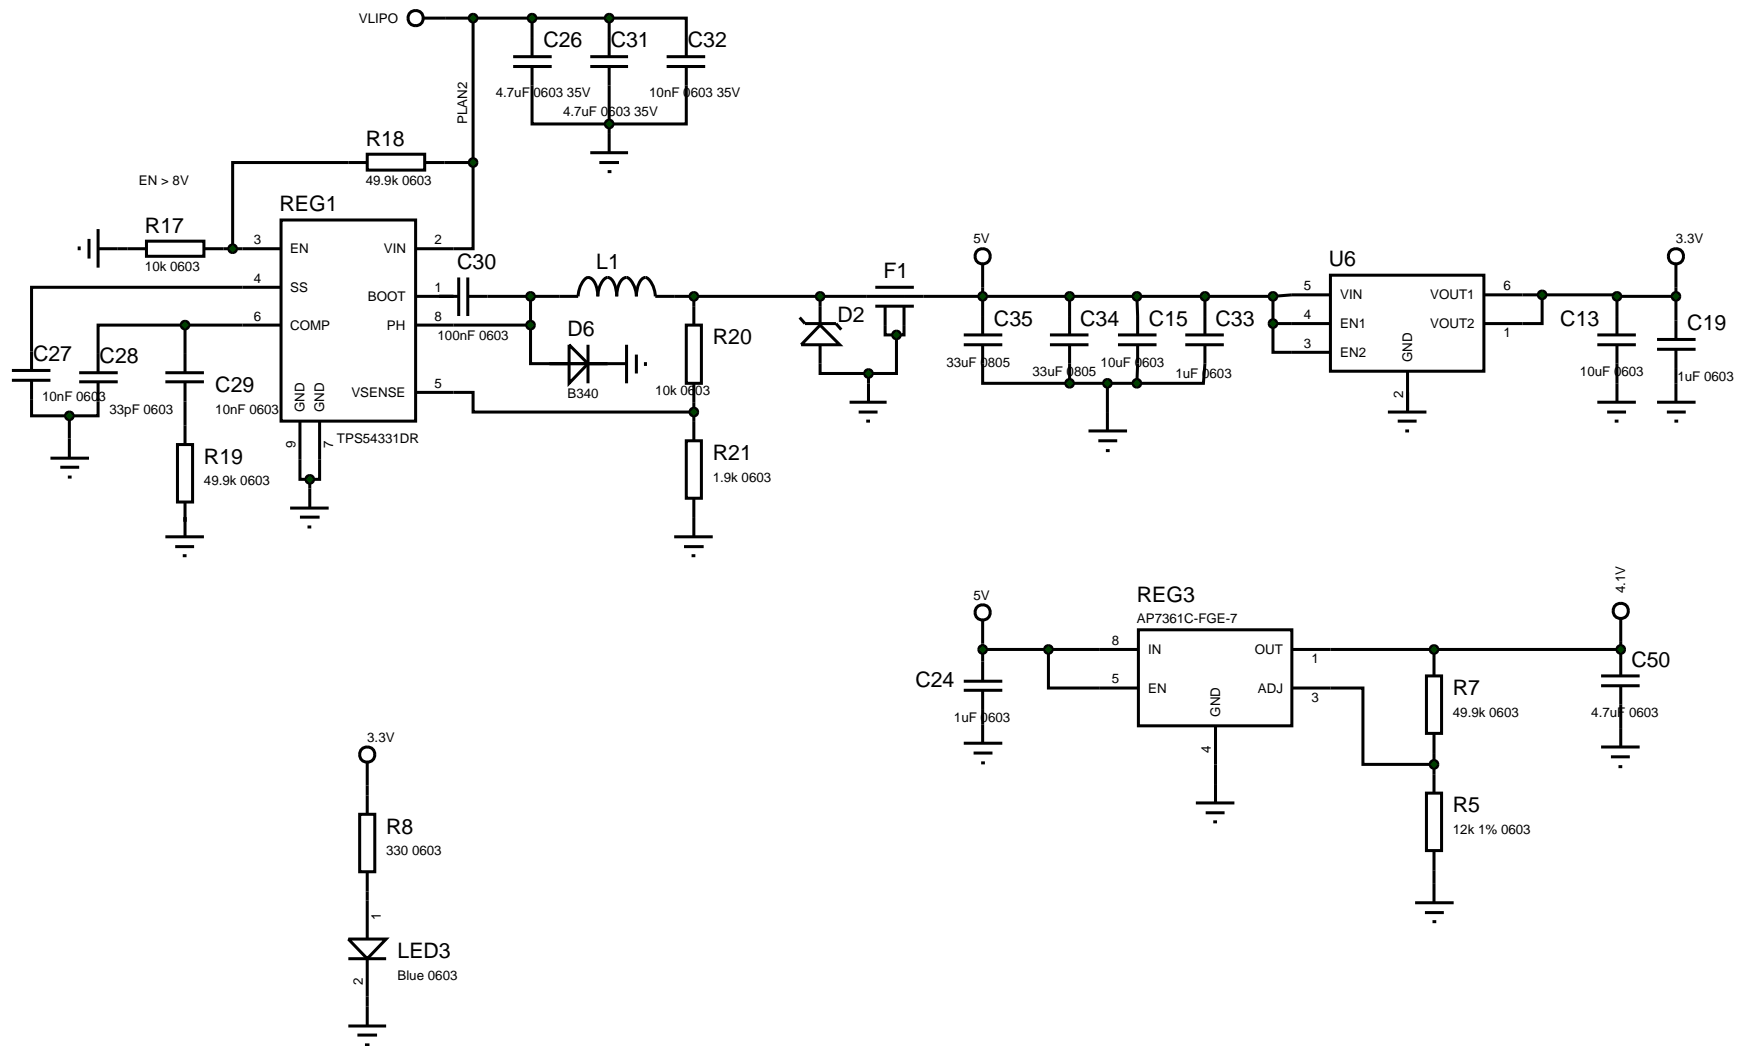 VLIPO
PLAN2
C26
4.7uF 0603 35V
C31
4.7uF 0603 35V
C32
10nF 0603 35V
R18
49.9k 0603
EN > 8V
R17
10k 0603
REG1
3
EN
4
SS
6
COMP
VIN
2
BOOT
1
PH
8
VSENSE
5
GND
GND
9
7
TPS54331DR
C27
10nF 0603
C28
33pF 0603
C29
10nF 0603
R19
49.9k 0603
C30
100nF 0603
L1
D6
B340
R20
10k 0603
R21
1.9k 0603
D2
F1
5V
C35
33uF 0805
C34
33uF 0805
C15
10uF 0603
C33
1uF 0603
U6
5
VIN
4
EN1
3
EN2
VOUT1
6
VOUT2
1
GND
2
3.3V
C13
10uF 0603
C19
1uF 0603
5V
C24
1uF 0603
REG3
AP7361C-FGE-7
8
IN
5
EN
OUT
1
ADJ
3
GND
4
R7
49.9k 0603
R5
12k 1% 0603
4.1V
C50
4.7uF 0603
3.3V
R8
330 0603
1
LED3
Blue 0603
2